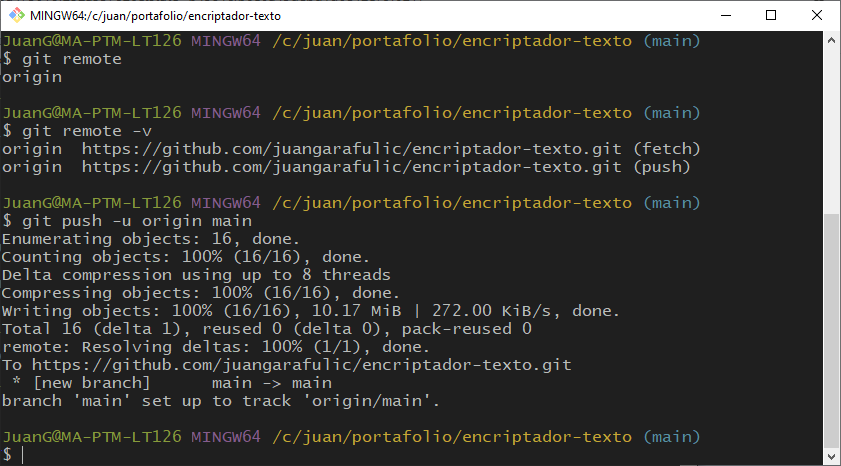 MINGW64:/c/juan/portafolio/encriptador-texto
JuanG@MA-PTM-LT126 MINGW64 /c/juan/portafolio/encriptador-texto (main)
$ git remote
origin
JuanG@MA-PTM-LT126 MINGW64 /c/juan/portafolio/encriptador-texto (main)
$ git remote -v
origin  https://github.com/juangarafulic/encriptador-texto.git (fetch)
origin  https://github.com/juangarafulic/encriptador-texto.git (push)
JuanG@MA-PTM-LT126 MINGW64 /c/juan/portafolio/encriptador-texto (main)
$ git push -u origin main
Enumerating objects: 16, done.
Counting objects: 100% (16/16), done.
Delta compression using up to 8 threads
Compressing objects: 100% (16/16), done.
Writing objects: 100% (16/16), 10.17 MiB | 272.00 KiB/s, done.
Total 16 (delta 1), reused 0 (delta 0), pack-reused 0
remote: Resolving deltas: 100% (1/1), done.
To https://github.com/juangarafulic/encriptador-texto.git
 * [new branch]      main -> main
branch 'main' set up to track 'origin/main'.
JuanG@MA-PTM-LT126 MINGW64 /c/juan/portafolio/encriptador-texto (main)
$